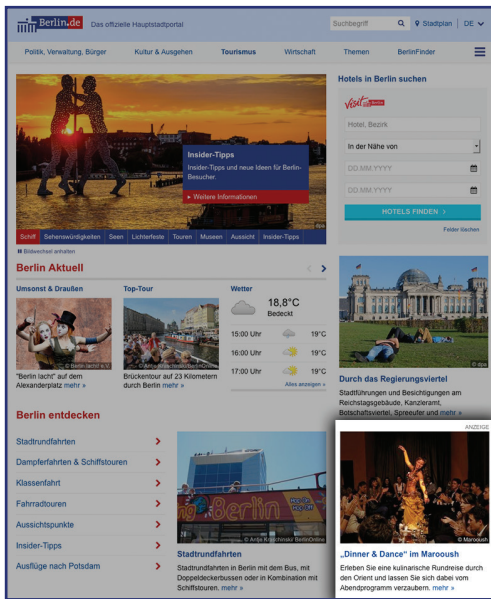 Berlin.de Das offizielle Hauptstadtportal
Suchbegriff Stadtplan DE
Politik, Verwaltung, Bürger Kultur & Ausgehen Tourismus Wirtschaft Themen BerlinFinder
Insider-Tipps
Insider-Tipps und neue Ideen für Berlin-
Besucher.
▸ Weitere Informationen
dpa
Schiff Sehenswürdigkeiten Seen Lichterfeste Touren Museen Aussicht Insider-Tipps
Bildwechsel anhalten
Hotels in Berlin suchen
Visit Berlin
Hotel, Bezirk
In der Nähe von
DD.MM.YYYY
DD.MM.YYYY
HOTELS FINDEN >
Felder löschen
Berlin Aktuell
Umsonst & Draußen
© Berlin lacht! e.V.
"Berlin lacht" auf dem
Alexanderplatz mehr »
Top-Tour
Brückentour auf 23 Kilometern
durch Berlin mehr »
Wetter
18,8°C
Bedeckt
15:00 Uhr 19°C
16:00 Uhr 19°C
17:00 Uhr 19°C
Alles anzeigen »
© dpa
Durch das Regierungsviertel
Stadtführungen und Besichtigungen am
Reichstagsgebäude, Kanzleramt,
Botschaftsviertel, Spreeufer und mehr »
Berlin entdecken
Stadtrundfahrten
Dampferfahrten & Schiffstouren
Klassenfahrt
Fahrradtouren
Aussichtspunkte
Insider-Tipps
Ausflüge nach Potsdam
Berlin
Stadtrundfahrten
Stadtrundfahrten in Berlin mit dem Bus, mit
Doppeldeckerbussen oder in Kombination mit
Schiffstouren. mehr »
ANZEIGE
© Marooush
„Dinner & Dance“ im Marooush
Erleben Sie eine kulinarische Rundreise durch
den Orient und lassen Sie sich dabei vom
Abendprogramm verzaubern. mehr »